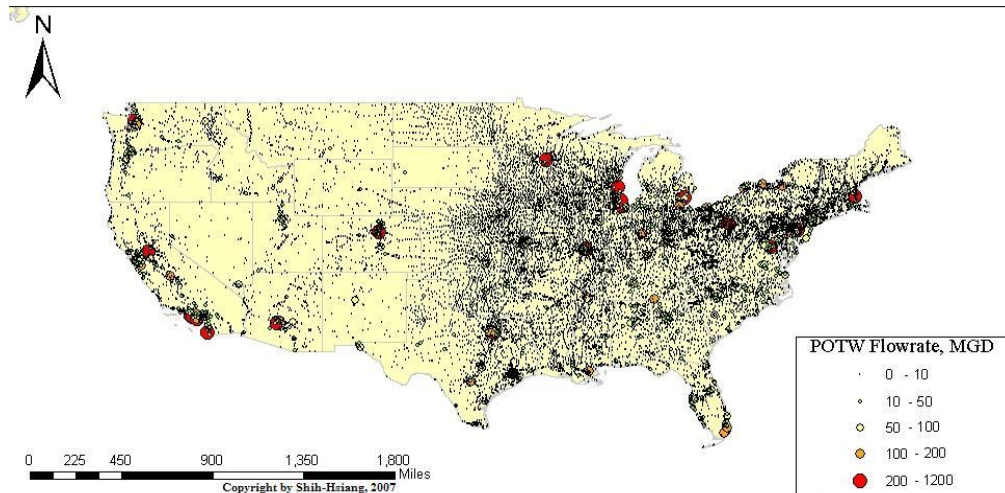 N
POTW Flowrate, MGD
0 - 10
10 - 50
50 - 100
100 - 200
200 - 1200
0 225 450 900 1,350 1,800
Miles
Copyright by Shih-Hsiang, 2007